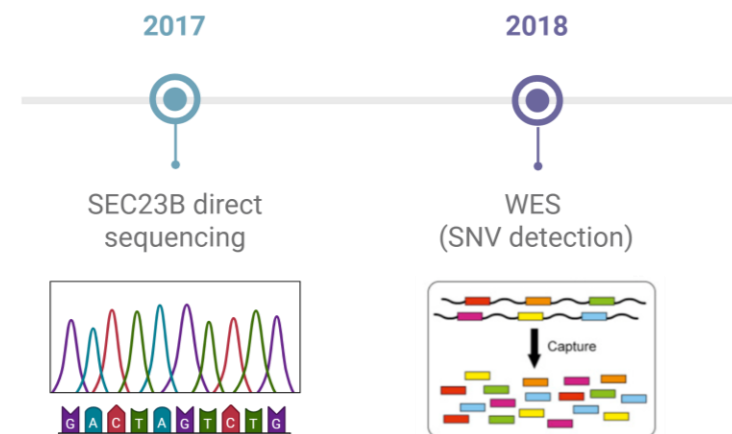 2017
2018
SEC23B direct
sequencing
WES
(SNV detection)
Capture
G A C T A G T C T G